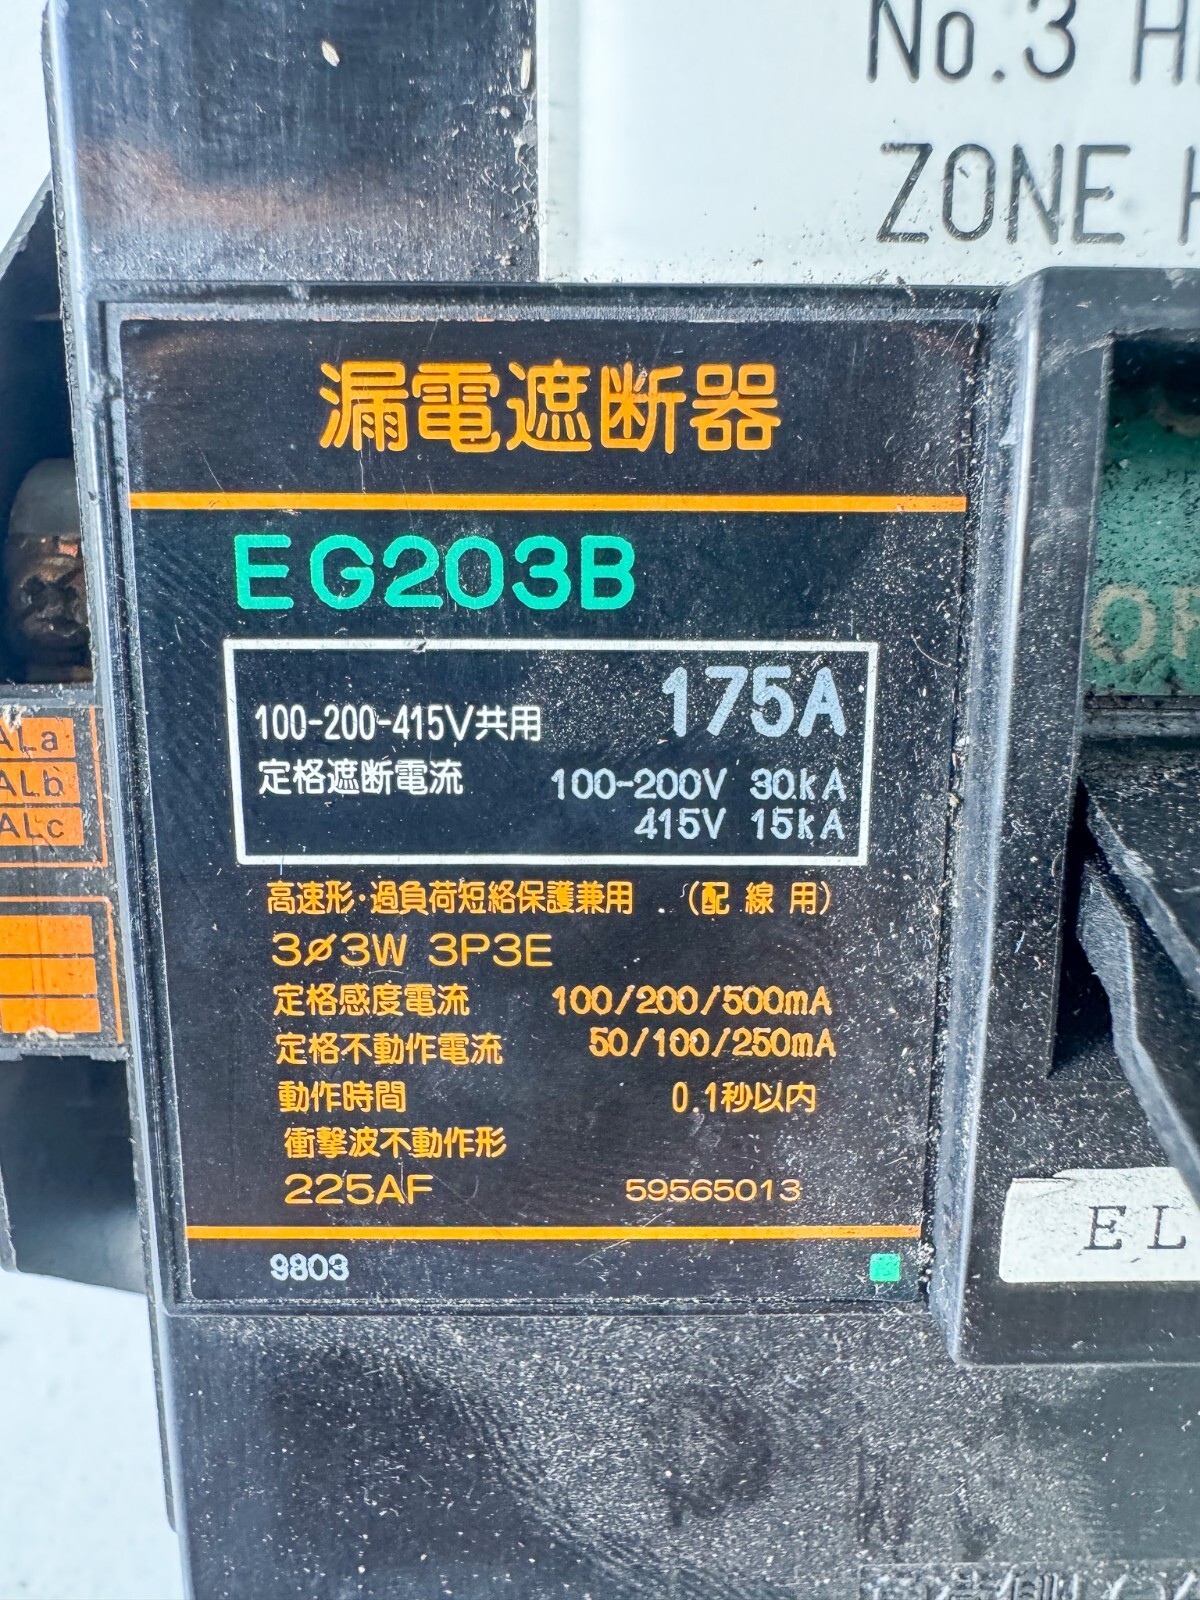 No.3 H
ZONE H
漏電遮断器
EG203B
175A
100-200-415V共用
定格遮断電流 100-200V 30kA
415V 15kA
ALa
ALb
ALc
高速形・過負荷短絡保護兼用 (配線用)
3ø3W 3P3E
定格感度電流 100/200/500mA
定格不動作電流 50/100/250mA
動作時間 0.1秒以内
衝撃波不動作形
225AF 59565013
9803
EL